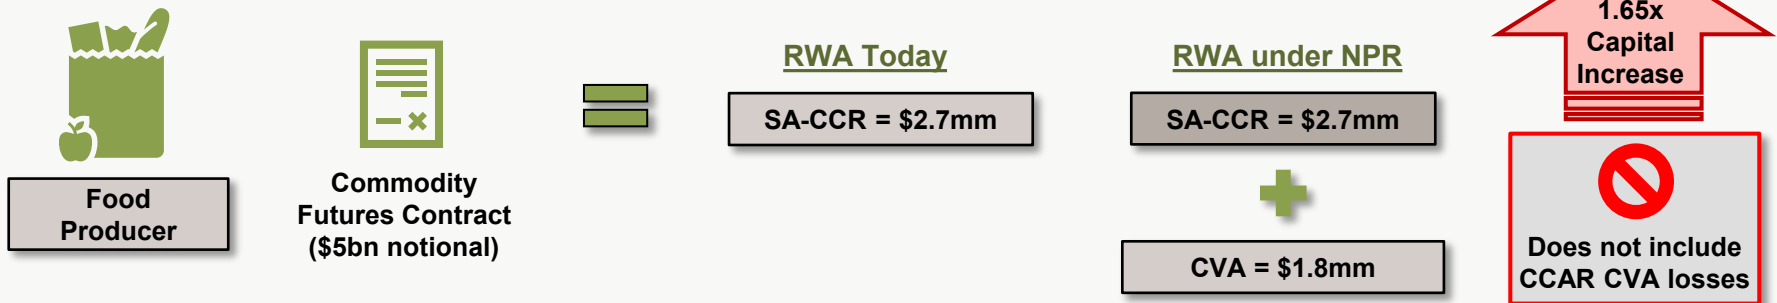 Food
Producer
Commodity
Futures Contract
($5bn notional)
RWA Today
SA-CCR = $2.7mm
RWA under NPR
SA-CCR = $2.7mm
CVA = $1.8mm
1.65x
Capital
Increase
Does not include
CCAR CVA losses